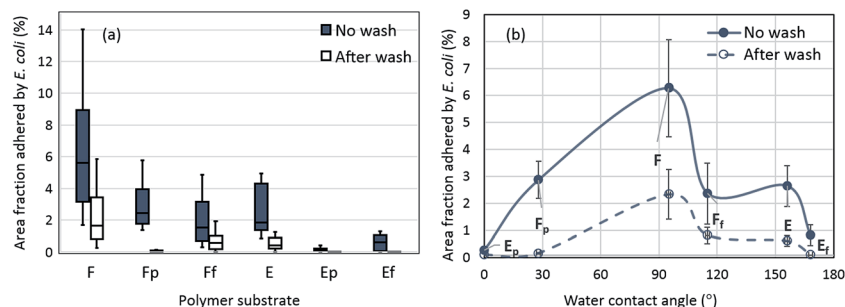 (a)
No wash
After wash
Area fraction adhered by E. coli (%)
14
12
10
8
6
4
2
0
F Fp Ff E Ep Ef
Polymer substrate
(b)
No wash
After wash
Area fraction adhered by E. coli (%)
9
8
7
6
5
4
3
2
1
0
F
Fp
Ff
E
Ep
Ef
0 30 60 90 120 150 180
Water contact angle (°)